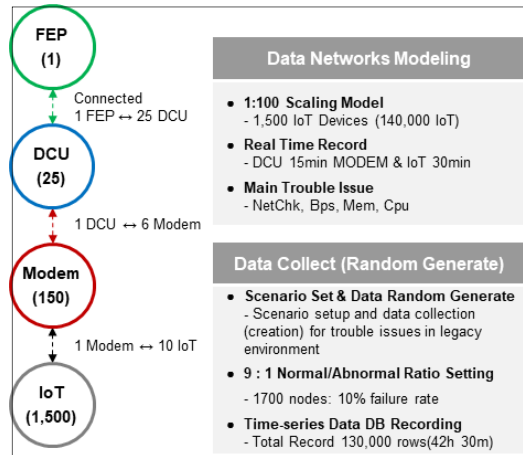 FEP
(1)
Connected
1 FEP ↔ 25 DCU
DCU
(25)
1 DCU ↔ 6 Modem
Modem
(150)
1 Modem ↔ 10 IoT
IoT
(1,500)
Data Networks Modeling
● 1:100 Scaling Model
- 1,500 IoT Devices (140,000 IoT)
● Real Time Record
- DCU 15min MODEM & IoT 30min
● Main Trouble Issue
- NetChk, Bps, Mem, Cpu
Data Collect (Random Generate)
● Scenario Set & Data Random Generate
- Scenario setup and data collection
(creation) for trouble issues in legacy
environment
● 9 : 1 Normal/Abnormal Ratio Setting
- 1700 nodes: 10% failure rate
● Time-series Data DB Recording
- Total Record 130,000 rows(42h 30m)